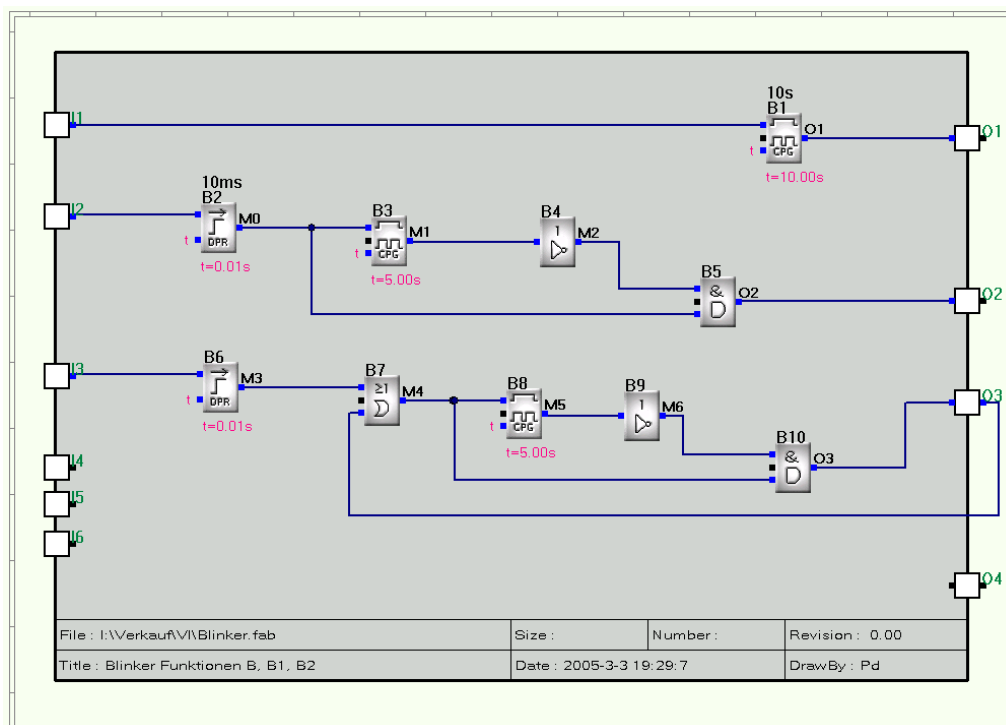 10s
B1
I1
O1
O1
CPG
t
t=10.00s
10ms
B2
I2
M0
DPR
t
t=0.01s
B3
M1
CPG
t
t=5.00s
B4
1
M2
B5
&
O2
O2
I3
B6
M3
DPR
t
t=0.01s
B7
≥1
M4
B8
M5
CPG
t
t=5.00s
B9
1
M6
O3
B10
&
O3
I4
I5
I6
O4
File : I:\Verkauf\VI\Blinker.fab
Size :
Number :
Revision : 0.00
Title : Blinker Funktionen B, B1, B2
Date : 2005-3-3 19:29:7
DrawBy : Pd